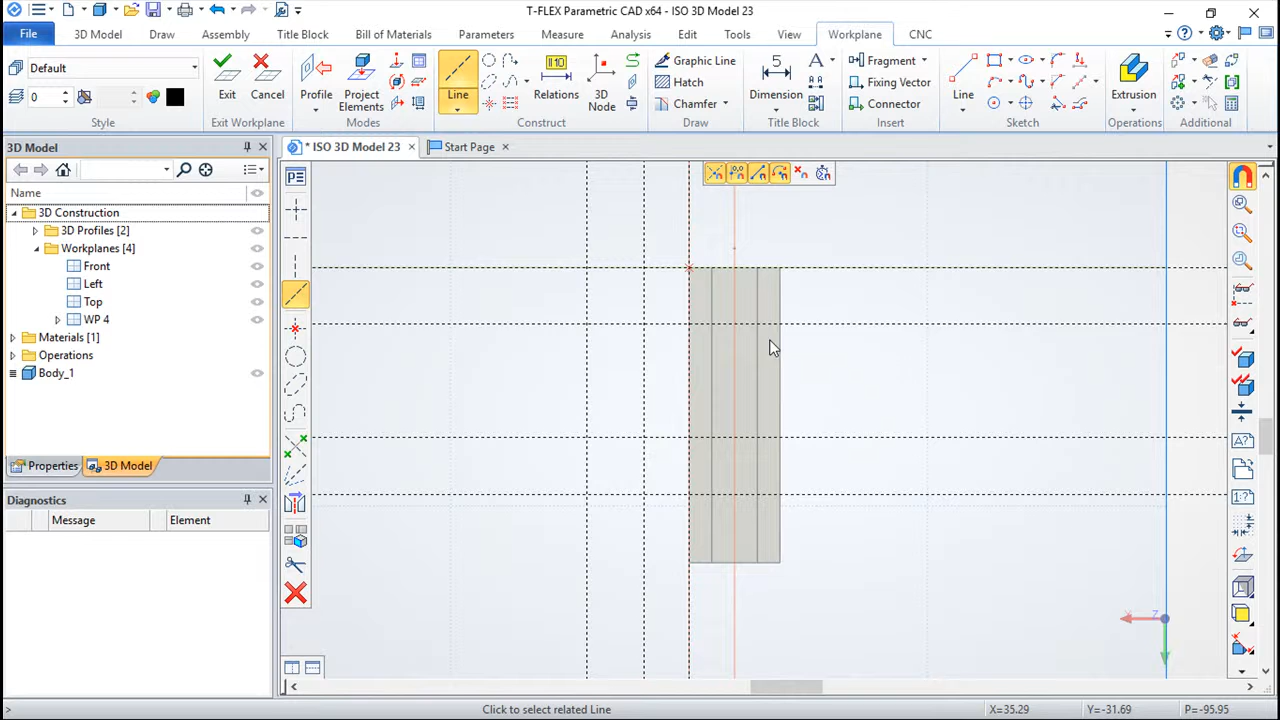 T-FLEX Parametric CAD x64 - ISO 3D Model 23
File 3D Model Draw Assembly Title Block Bill of Materials Parameters Measure Analysis Edit Tools View Workplane CNC
Default
0
Style
Exit Cancel
Exit Workplane
Profile Project Elements
Modes
Line Relations 3D Node
Construct
Graphic Line
Hatch
Chamfer
Draw
Dimension
Title Block
Fragment
Fixing Vector
Connector
Insert
Line
Sketch
Extrusion
Operations
Additional
3D Model
* ISO 3D Model 23 Start Page
Name
3D Construction
3D Profiles [2]
Workplanes [4]
Front
Left
Top
WP 4
Materials [1]
Operations
Body_1
Properties 3D Model
Diagnostics
Message Element
Z
Click to select related Line X=35.29 Y=-31.69 P=-95.95